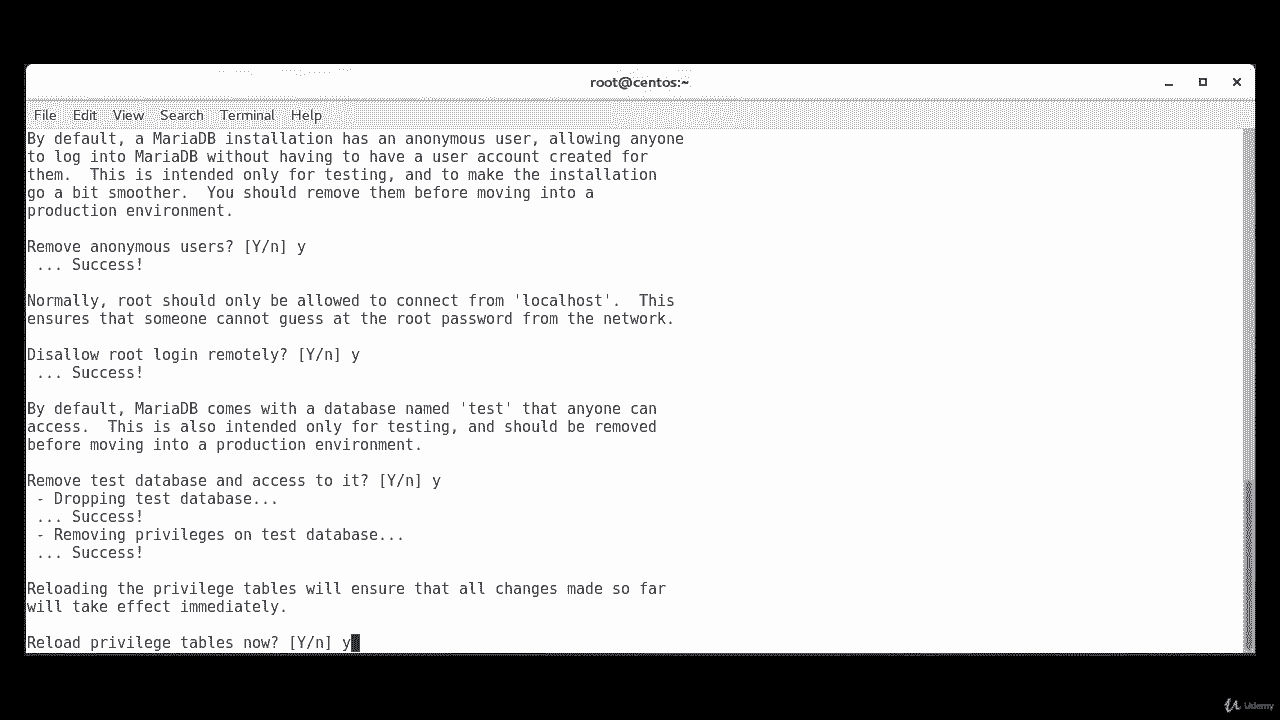 root@centos:~
File Edit View Search Terminal Help
By default, a MariaDB installation has an anonymous user, allowing anyone
to log into MariaDB without having to have a user account created for
them.  This is intended only for testing, and to make the installation
go a bit smoother.  You should remove them before moving into a
production environment.
Remove anonymous users? [Y/n] y
 ... Success!
Normally, root should only be allowed to connect from 'localhost'.  This
ensures that someone cannot guess at the root password from the network.
Disallow root login remotely? [Y/n] y
 ... Success!
By default, MariaDB comes with a database named 'test' that anyone can
access.  This is also intended only for testing, and should be removed
before moving into a production environment.
Remove test database and access to it? [Y/n] y
 - Dropping test database...
 ... Success!
 - Removing privileges on test database...
 ... Success!
Reloading the privilege tables will ensure that all changes made so far
will take effect immediately.
Reload privilege tables now? [Y/n] y
Udemy